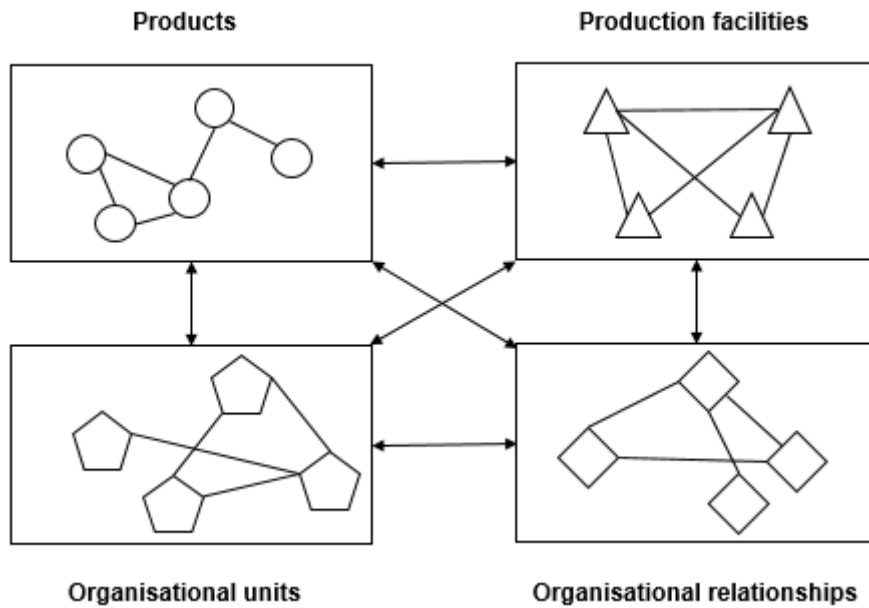 Products
Production facilities
Organisational units
Organisational relationships